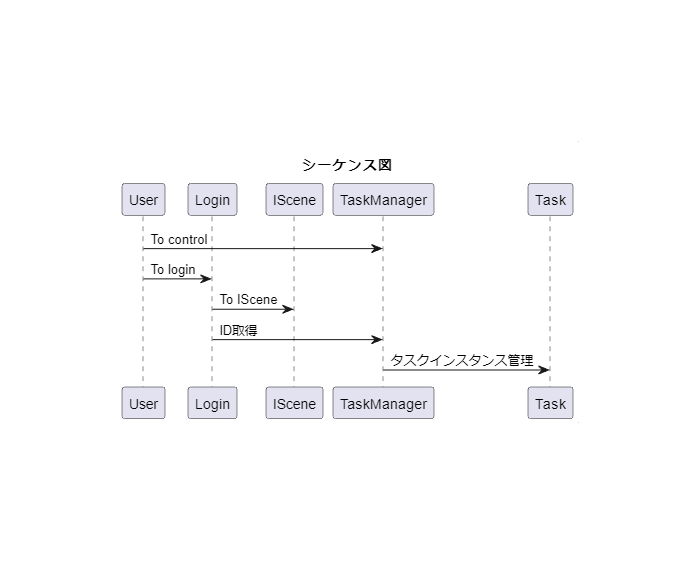 シーケンス図
User Login IScene TaskManager Task
To control
To login
To IScene
ID取得
タスクインスタンス管理
User Login IScene TaskManager Task